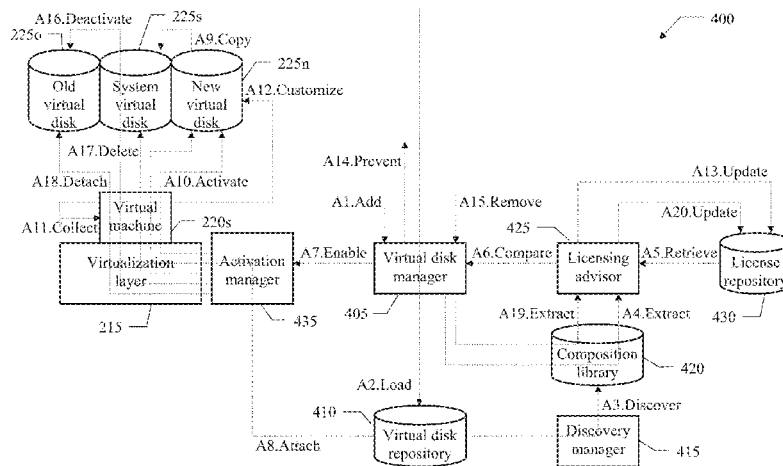 A16.Deactivate
225s
225o
A9.Copy
400
225n
Old
virtual
disk
System
virtual
disk
New
virtual
disk
A12.Customize
A17.Delete
A14.Prevent
A13.Update
A18.Detach
A10.Activate
A1.Add
A15.Remove
425
A20.Update
Virtual
machine
A11.Collect
220s
A7.Enable
Virtual disk
manager
A6.Compare
Licensing
advisor
A5.Retrieve
License
repository
Virtualization
layer
Activation
manager
215
435
405
A19.Extract
A4.Extract
430
Composition
library
420
A2.Load
A3.Discover
410
A8.Attach
Virtual disk
repository
Discovery
manager
415